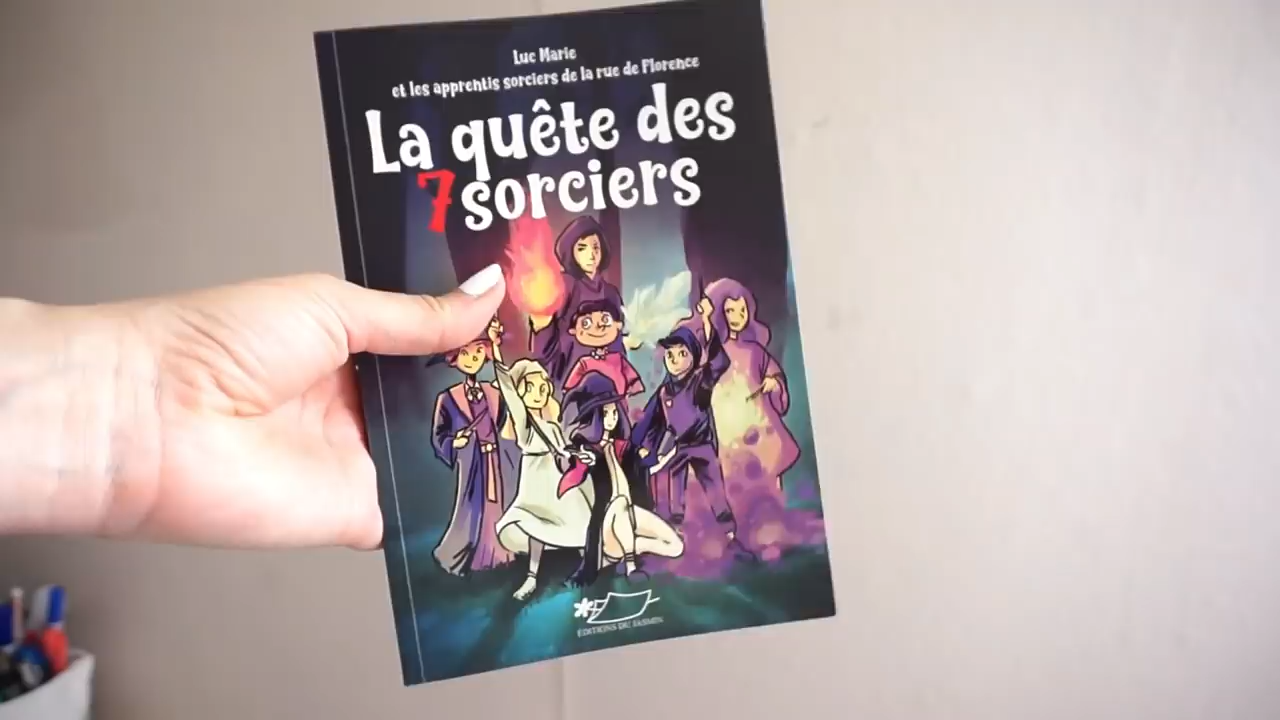 Luc Marie
et les apprentis sorciers de la rue de Florence
La quête des
7 sorciers
EDITIONS DU JASMIN